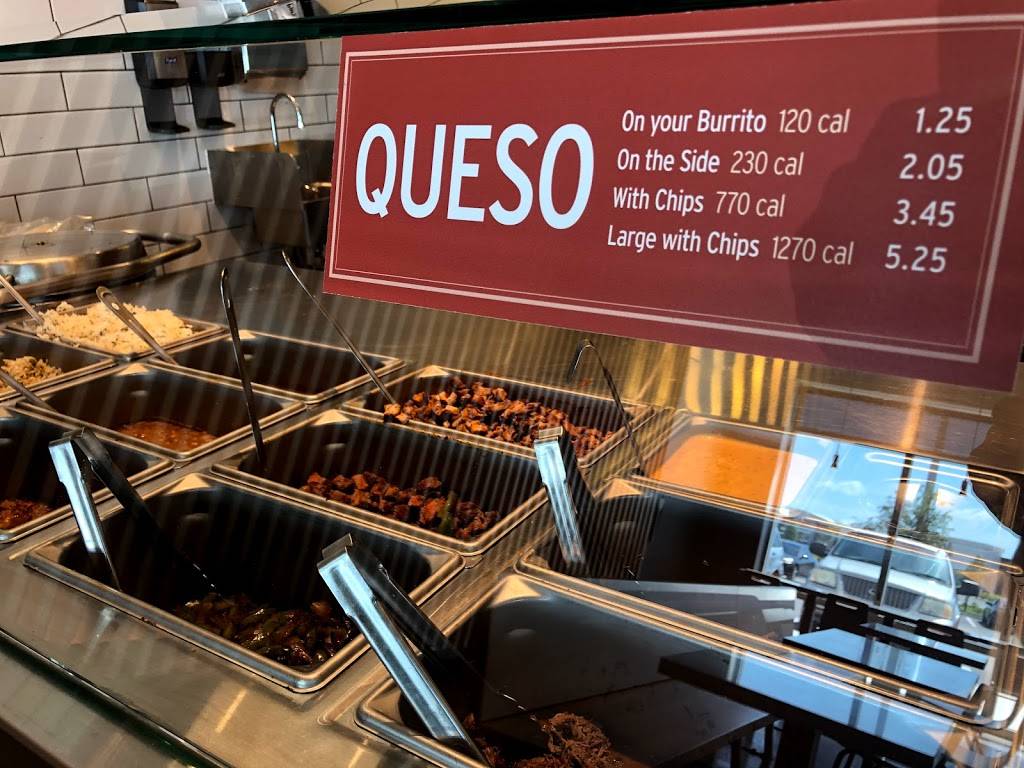 QUESO
On your Burrito 120 cal 1.25
On the Side 230 cal 2.05
With Chips 770 cal 3.45
Large with Chips 1270 cal 5.25